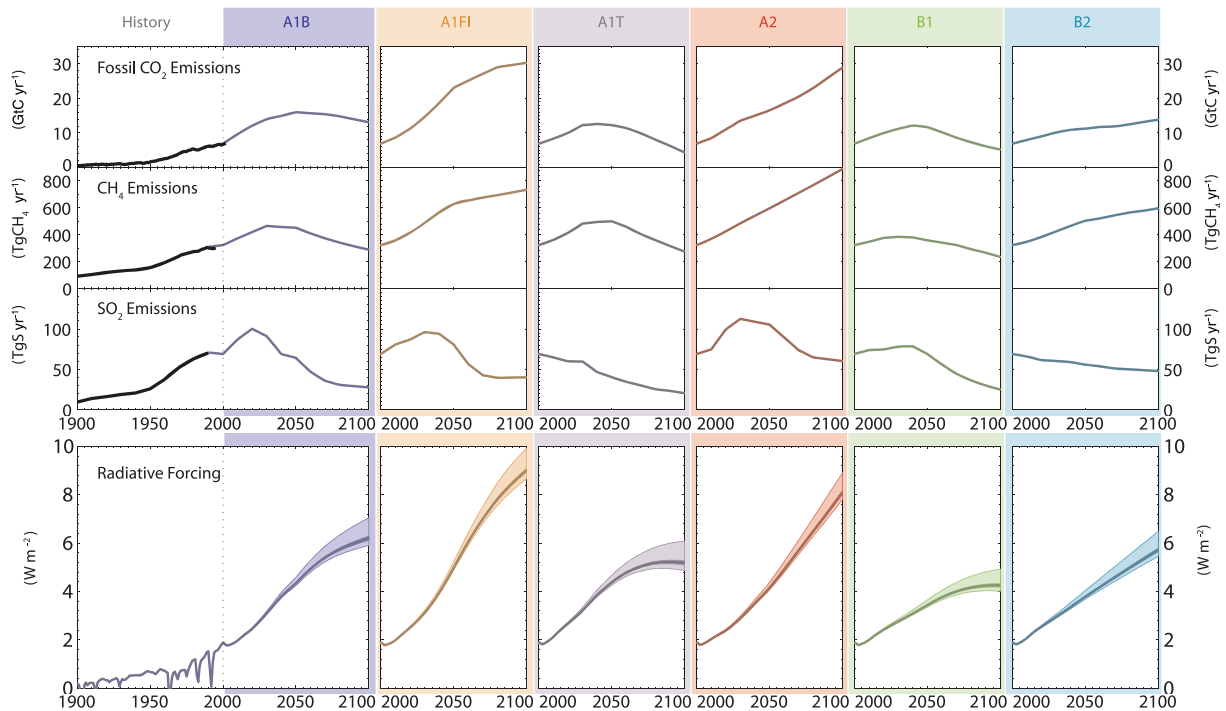 History A1B A1FI A1T A2 B1 B2
Fossil CO2 Emissions
(GtC yr⁻¹)
30
20
10
0
(GtC yr⁻¹)
30
20
10
0
CH4 Emissions
(TgCH4 yr⁻¹)
800
600
400
200
0
(TgCH4 yr⁻¹)
800
600
400
200
0
SO2 Emissions
(TgS yr⁻¹)
100
50
0
(TgS yr⁻¹)
100
50
0
1900 1950 2000 2050 2100 2000 2050 2100 2000 2050 2100 2000 2050 2100 2000 2050 2100 2000 2050 2100
Radiative Forcing
(W m⁻²)
10
8
6
4
2
0
(W m⁻²)
10
8
6
4
2
0
1900 1950 2000 2050 2100 2000 2050 2100 2000 2050 2100 2000 2050 2100 2000 2050 2100 2000 2050 2100